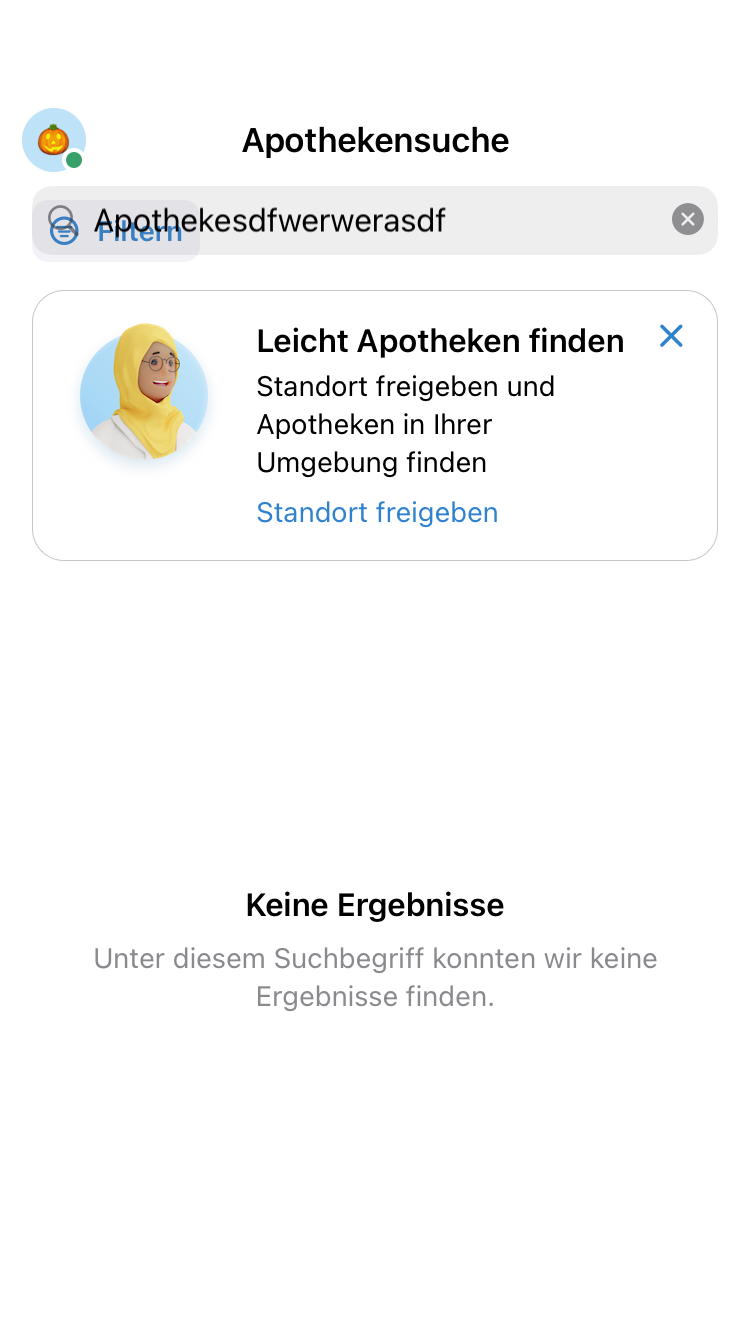 Apothekensuche
Apothekesdfwerwerasdf
Filtern
Leicht Apotheken finden
Standort freigeben und
Apotheken in Ihrer
Umgebung finden
Standort freigeben
Keine Ergebnisse
Unter diesem Suchbegriff konnten wir keine
Ergebnisse finden.